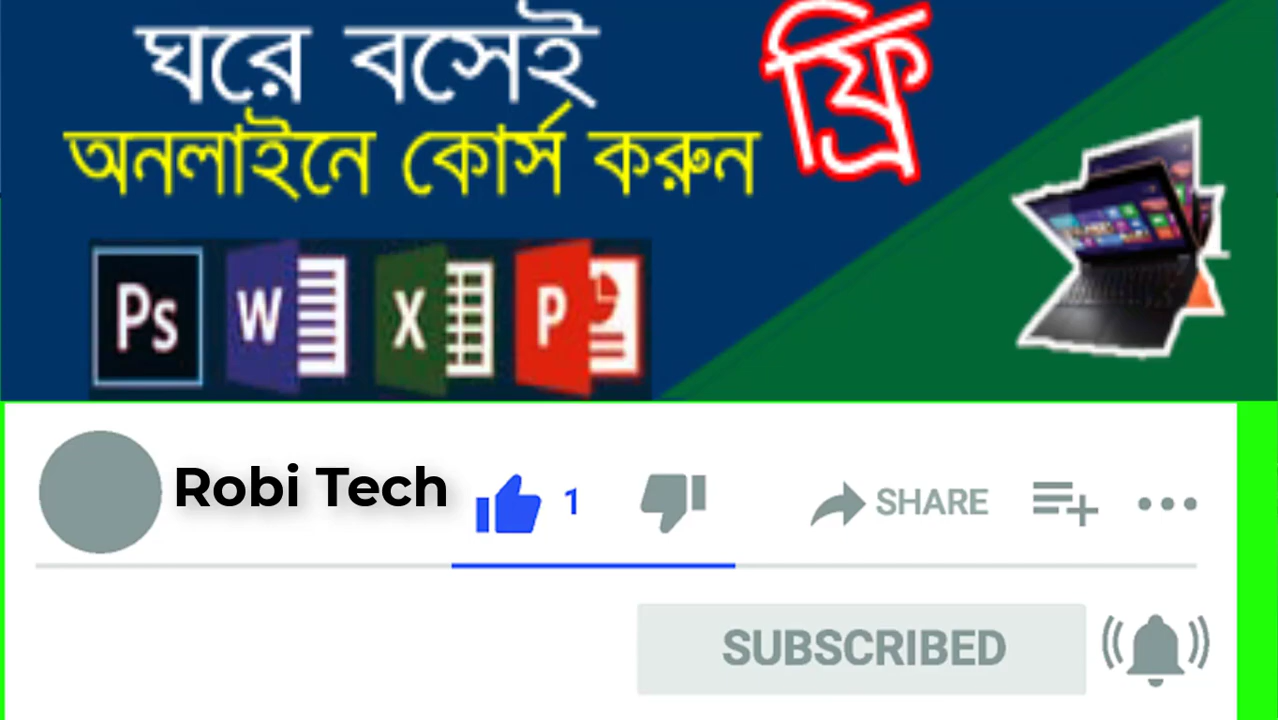 ঘরে বসেই ফ্রি
অনলাইনে কোর্স করুন
Ps W X P
Robi Tech 1 SHARE
SUBSCRIBED